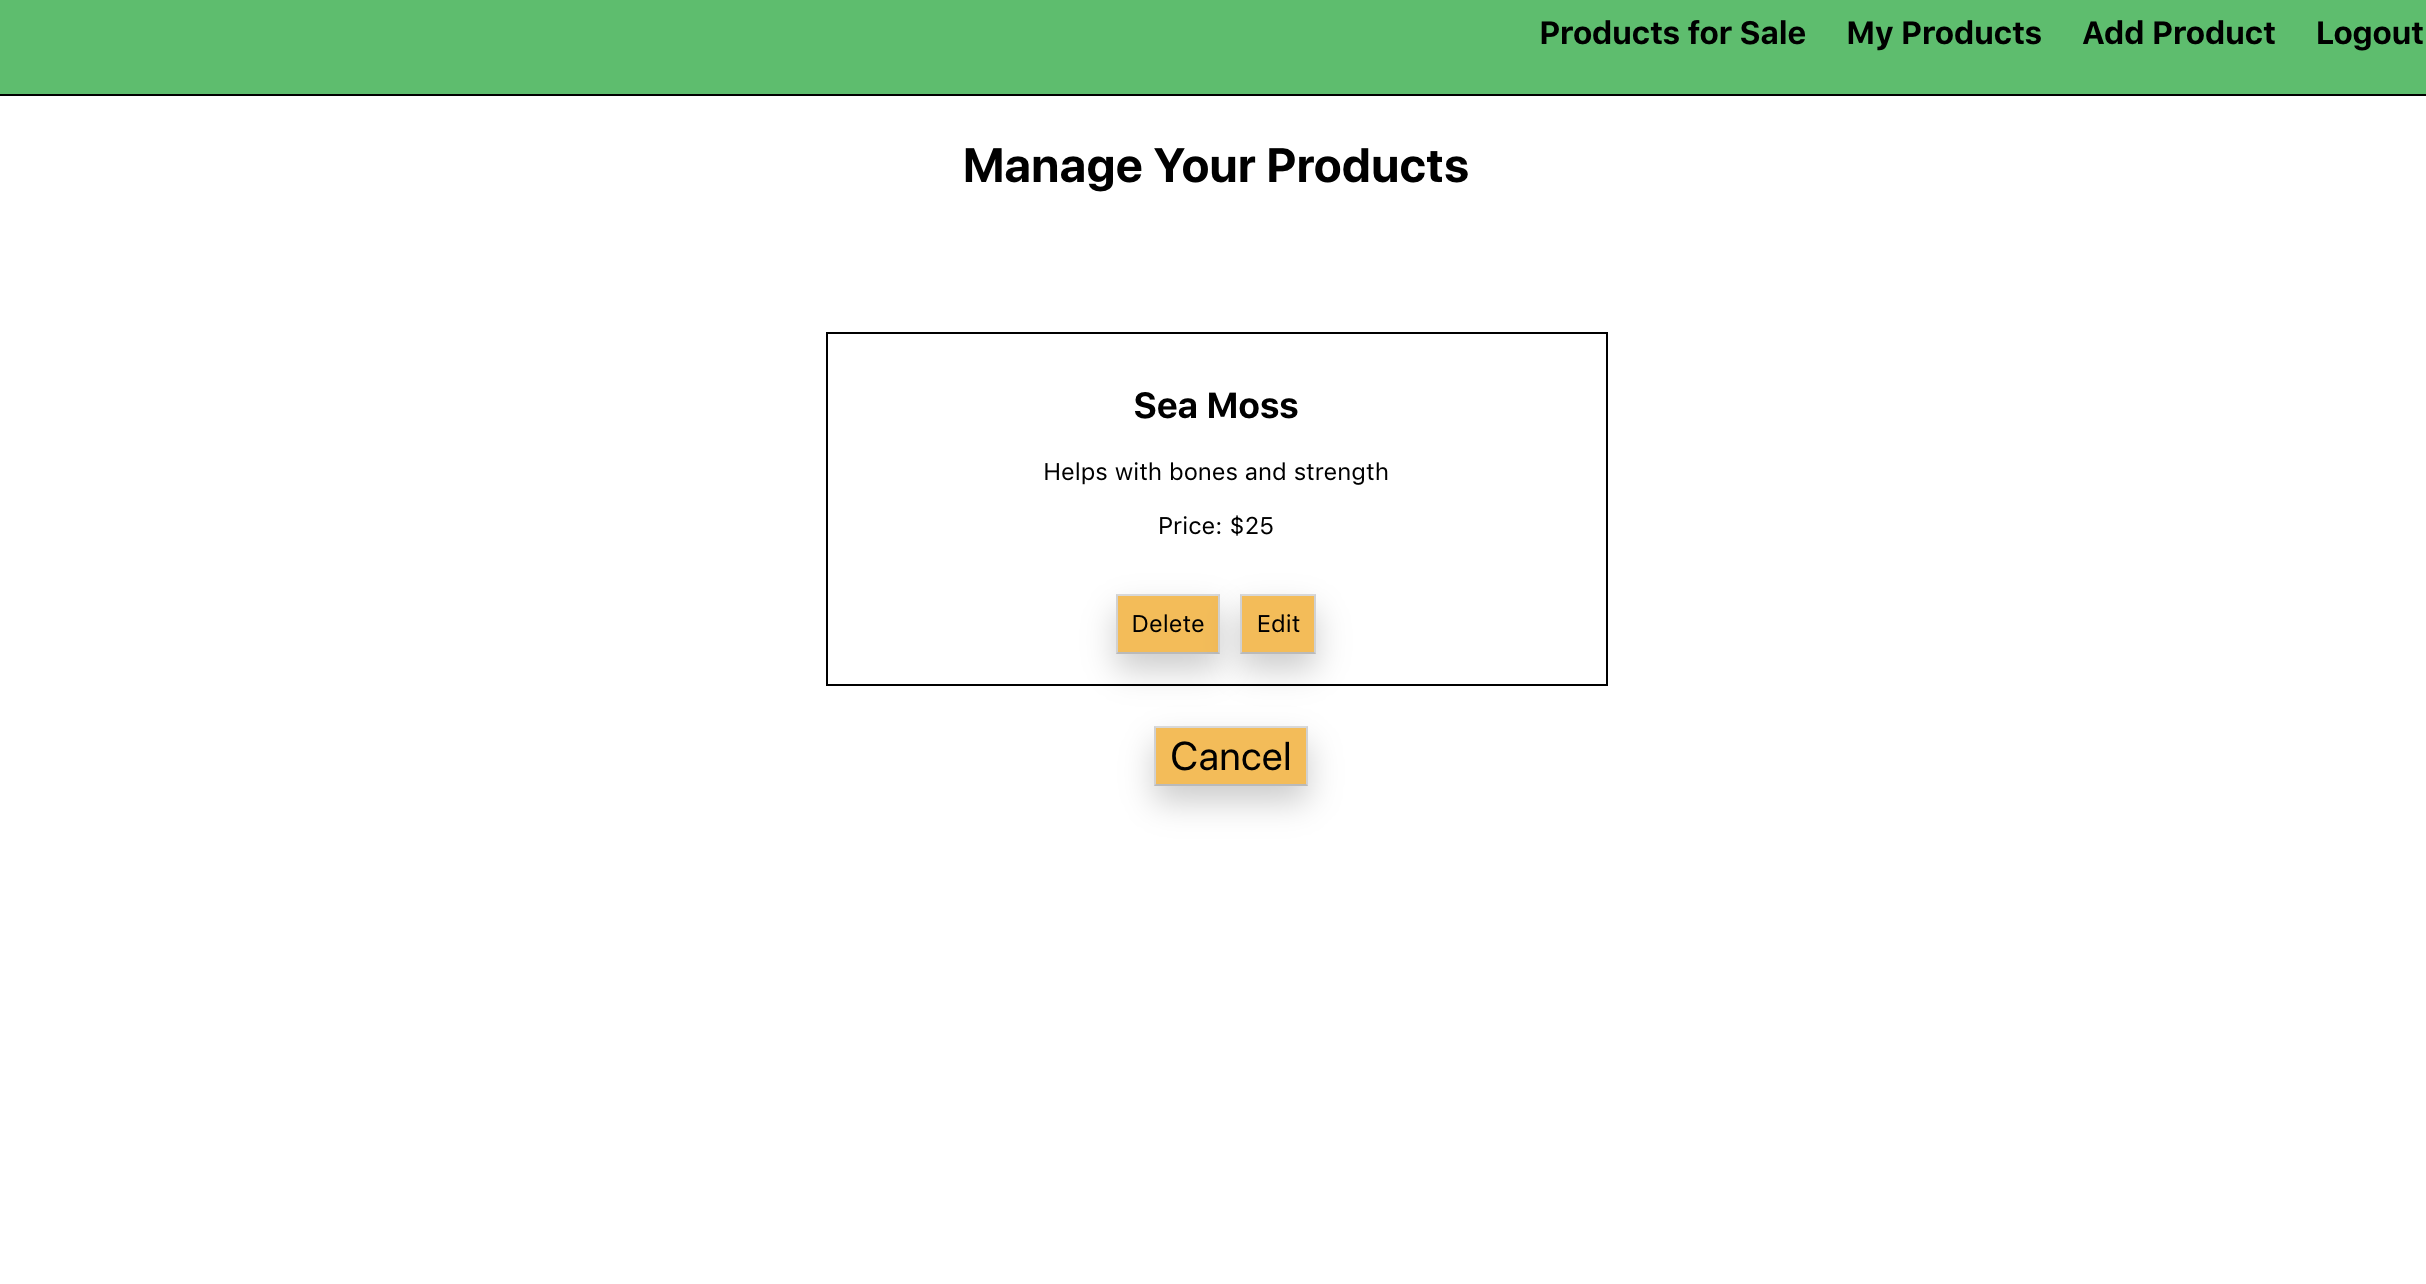 Products for Sale My Products Add Product Logout
Manage Your Products
Sea Moss
Helps with bones and strength
Price: $25
Delete Edit
Cancel